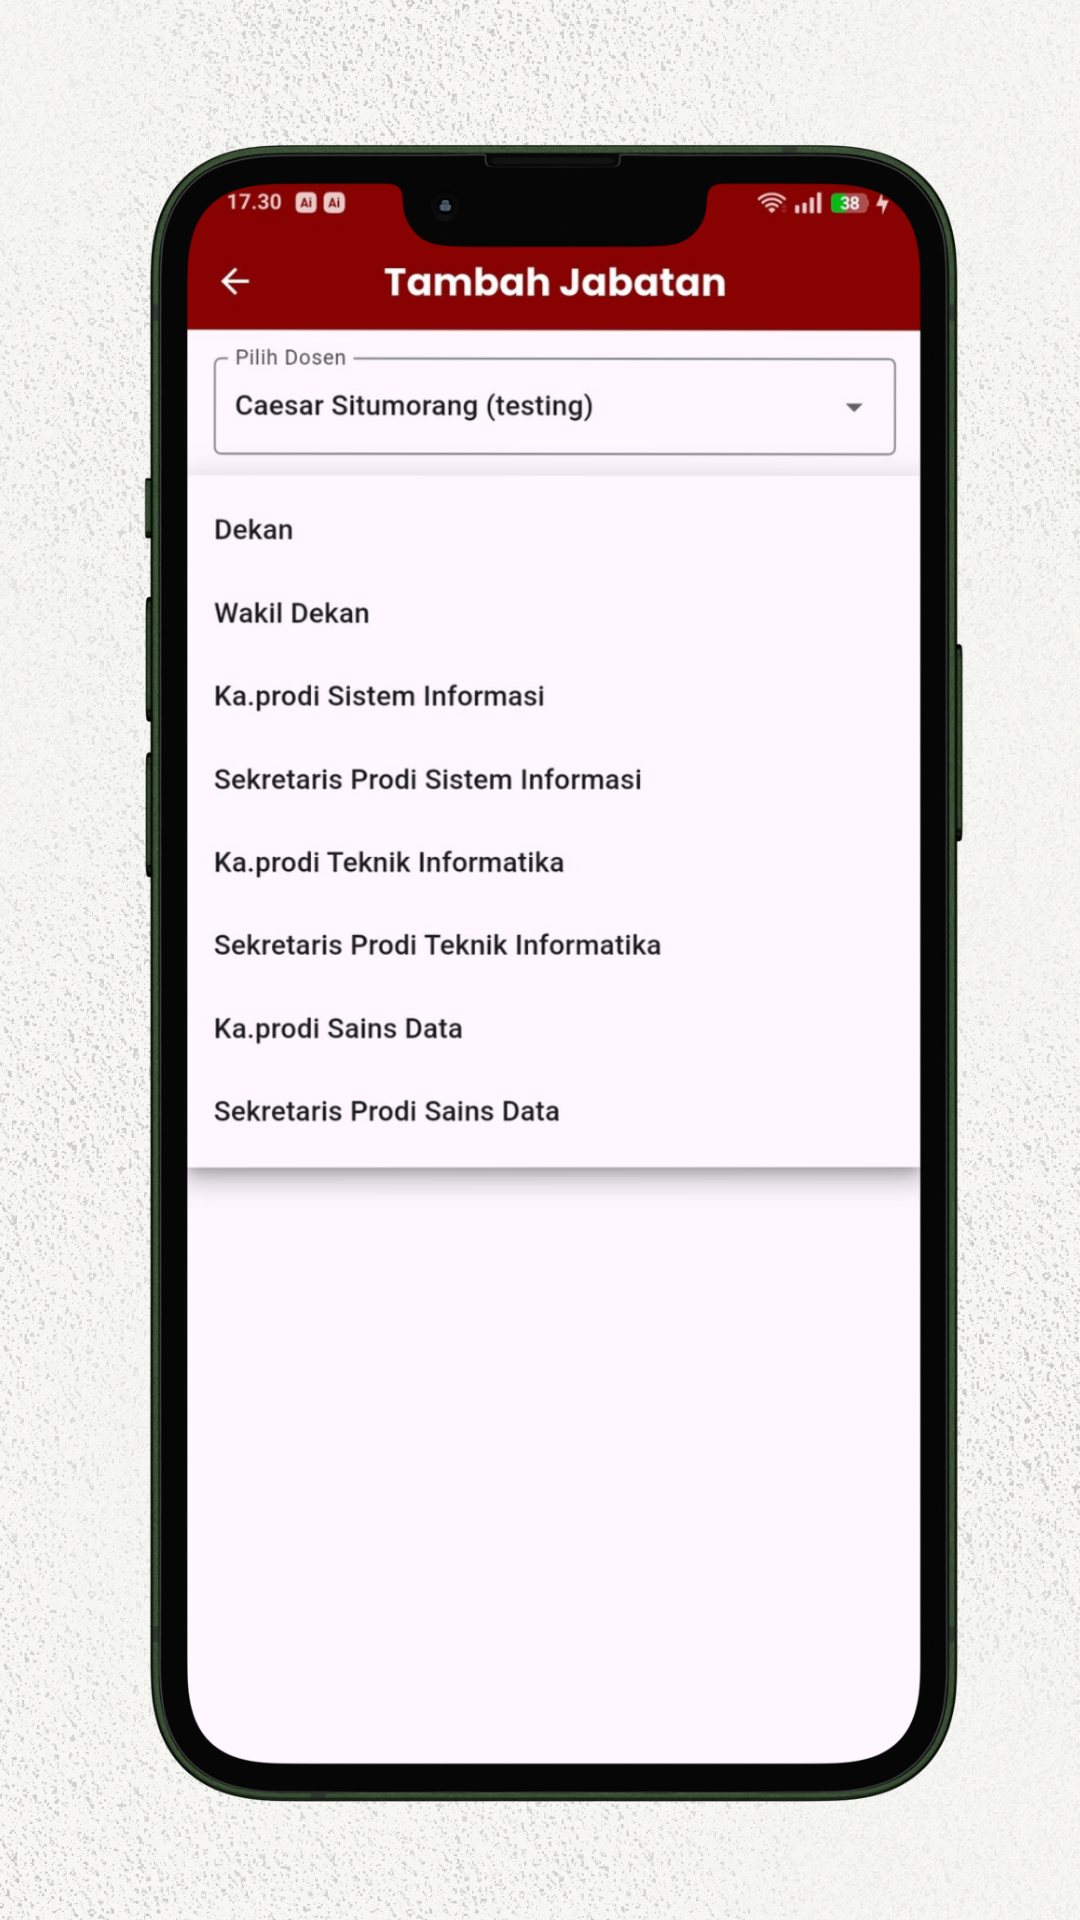 17.30 Ai Ai 38
Tambah Jabatan
Pilih Dosen
Caesar Situmorang (testing)
Dekan
Wakil Dekan
Ka.prodi Sistem Informasi
Sekretaris Prodi Sistem Informasi
Ka.prodi Teknik Informatika
Sekretaris Prodi Teknik Informatika
Ka.prodi Sains Data
Sekretaris Prodi Sains Data